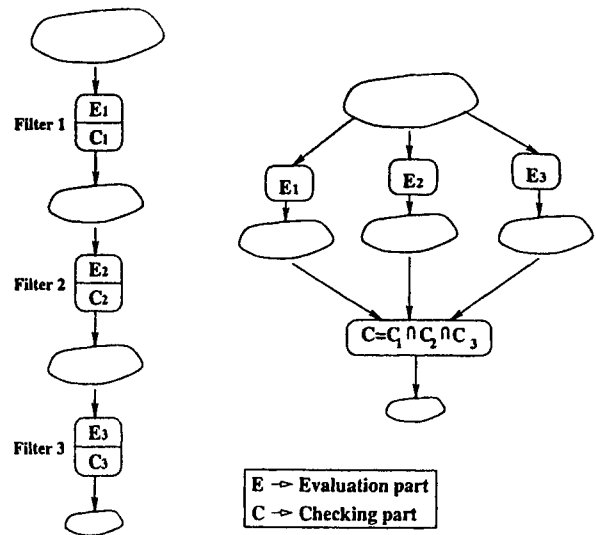 Filter 1
E1
C1
Filter 2
E2
C2
Filter 3
E3
C3
E1
E2
E3
C=C1∩C2∩C3
E → Evaluation part
C → Checking part